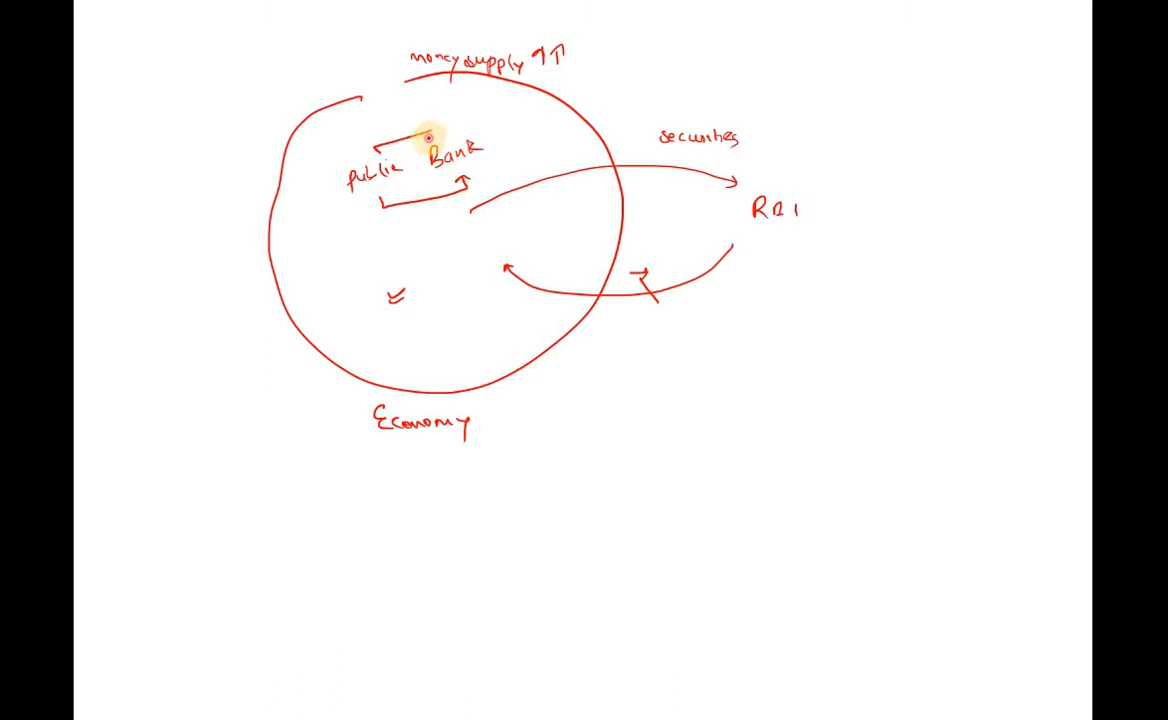 money supply ↑↑
securities
Public Bank
RBI
Economy